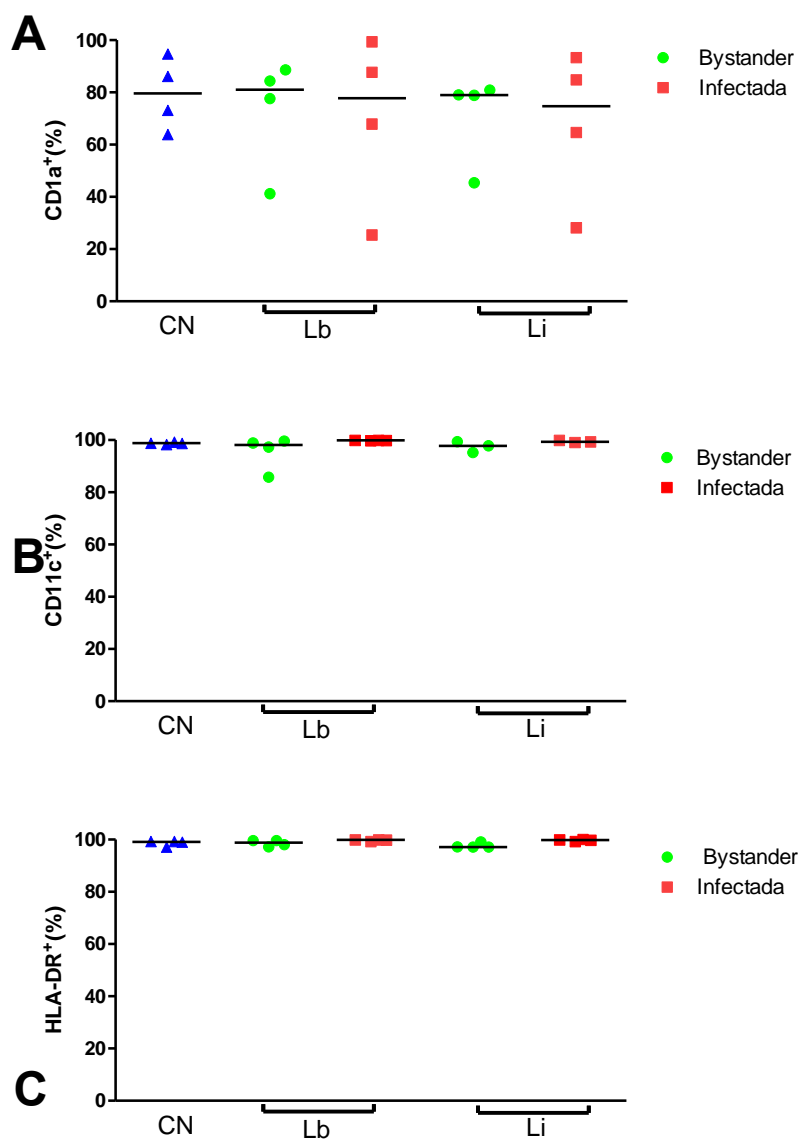 A
CD1a⁺(%)
100
80
60
40
20
0
CN
Lb
Li
Bystander
Infectada
B
CD11c⁺(%)
100
80
60
40
20
0
CN
Lb
Li
Bystander
Infectada
C
HLA-DR⁺(%)
100
80
60
40
20
0
CN
Lb
Li
Bystander
Infectada